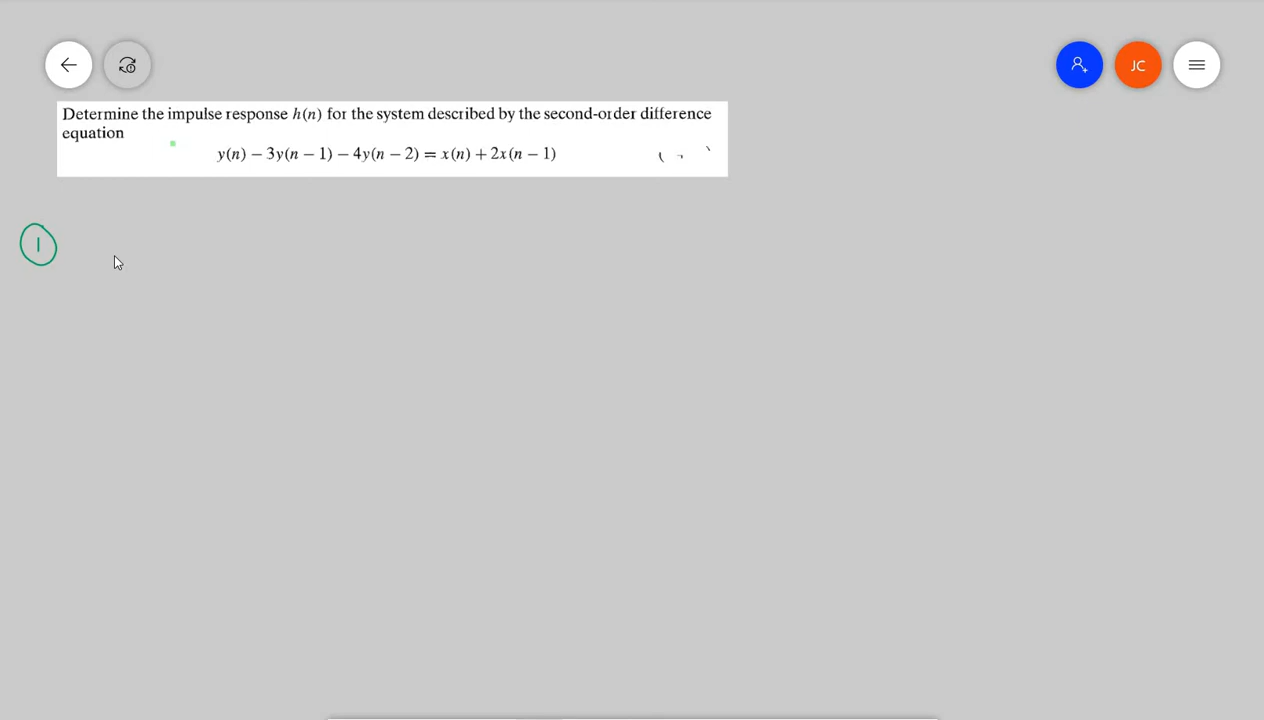 JC
Determine the impulse response h(n) for the system described by the second-order difference
equation
y(n) − 3y(n − 1) − 4y(n − 2) = x(n) + 2x(n − 1)
1